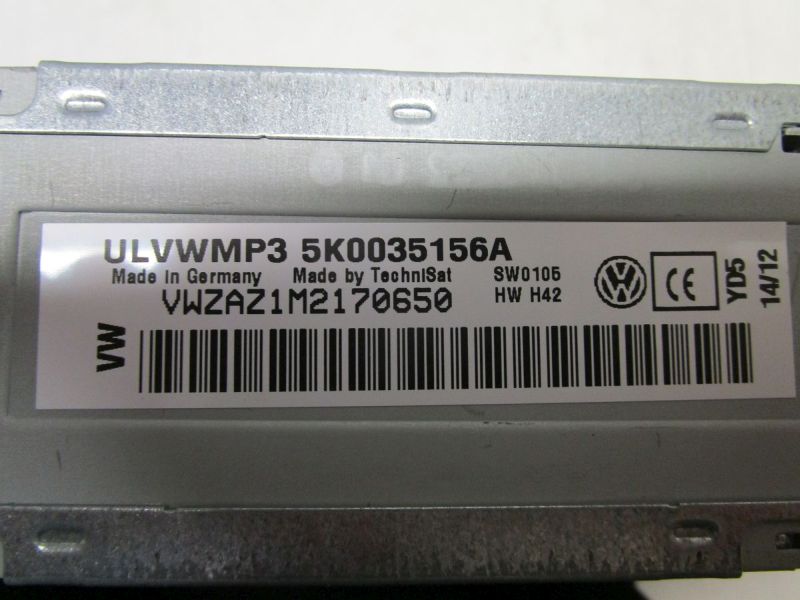 ULVWMP3 5K0035156A
Made in Germany Made by TechniSat SW0105
VWZAZ1M2170650 HW H42
VW
CE
YD5
14/12